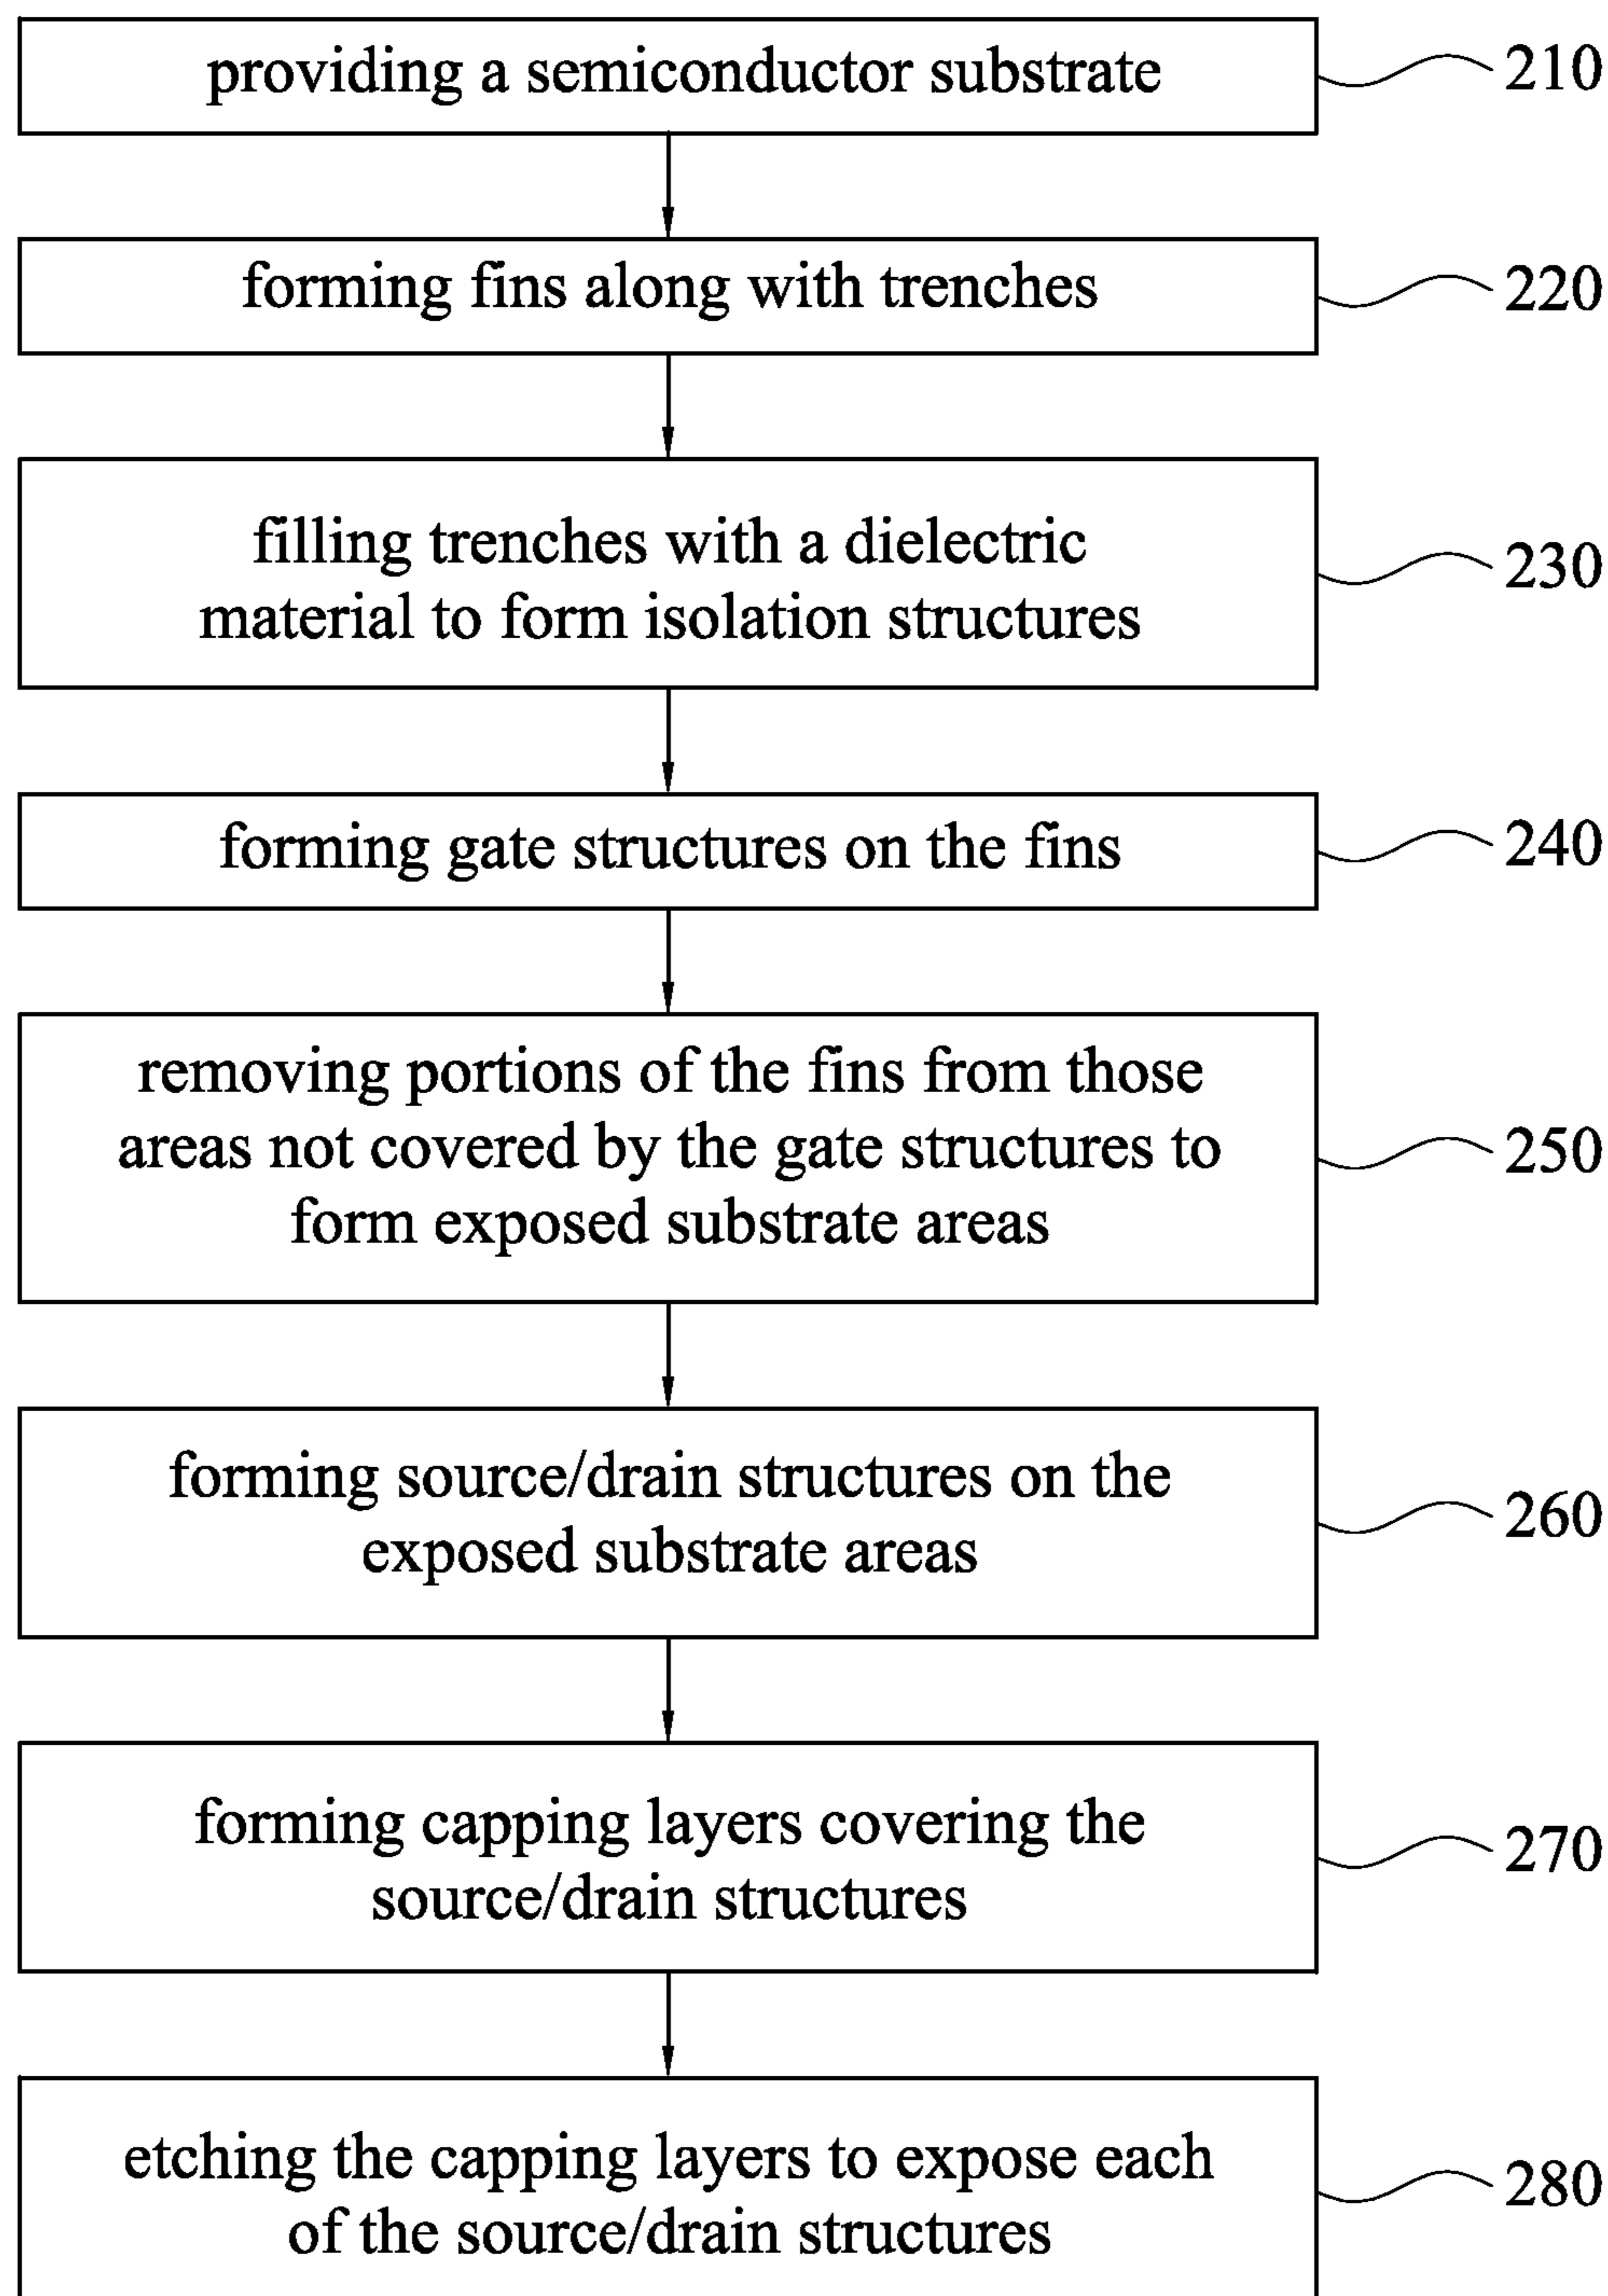 providing a semiconductor substrate
210
forming fins along with trenches
220
filling trenches with a dielectric
material to form isolation structures
230
forming gate structures on the fins
240
removing portions of the fins from those
areas not covered by the gate structures to
form exposed substrate areas
250
forming source/drain structures on the
exposed substrate areas
260
forming capping layers covering the
source/drain structures
270
etching the capping layers to expose each
of the source/drain structures
280